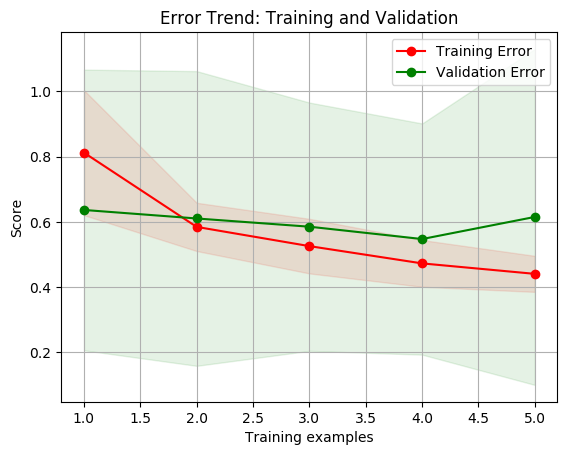 Error Trend: Training and Validation
Training Error
Validation Error
1.0
0.8
0.6
0.4
0.2
Score
1.0 1.5 2.0 2.5 3.0 3.5 4.0 4.5 5.0
Training examples